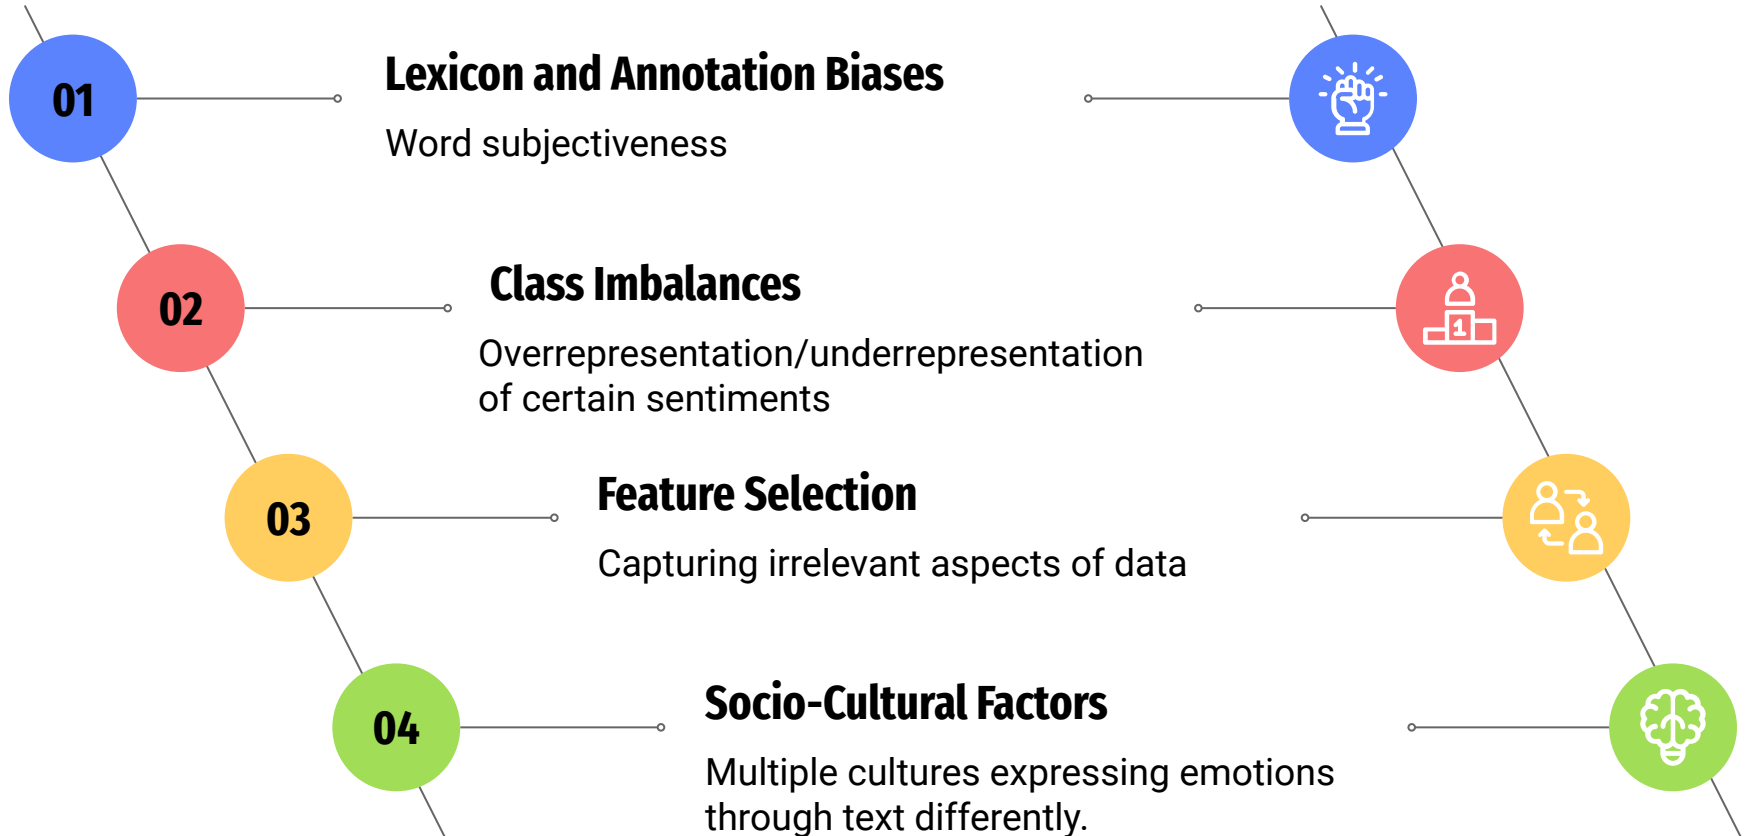 01
Lexicon and Annotation Biases
Word subjectiveness
02
Class Imbalances
Overrepresentation/underrepresentation
of certain sentiments
1
03
Feature Selection
Capturing irrelevant aspects of data
04
Socio-Cultural Factors
Multiple cultures expressing emotions
through text differently.